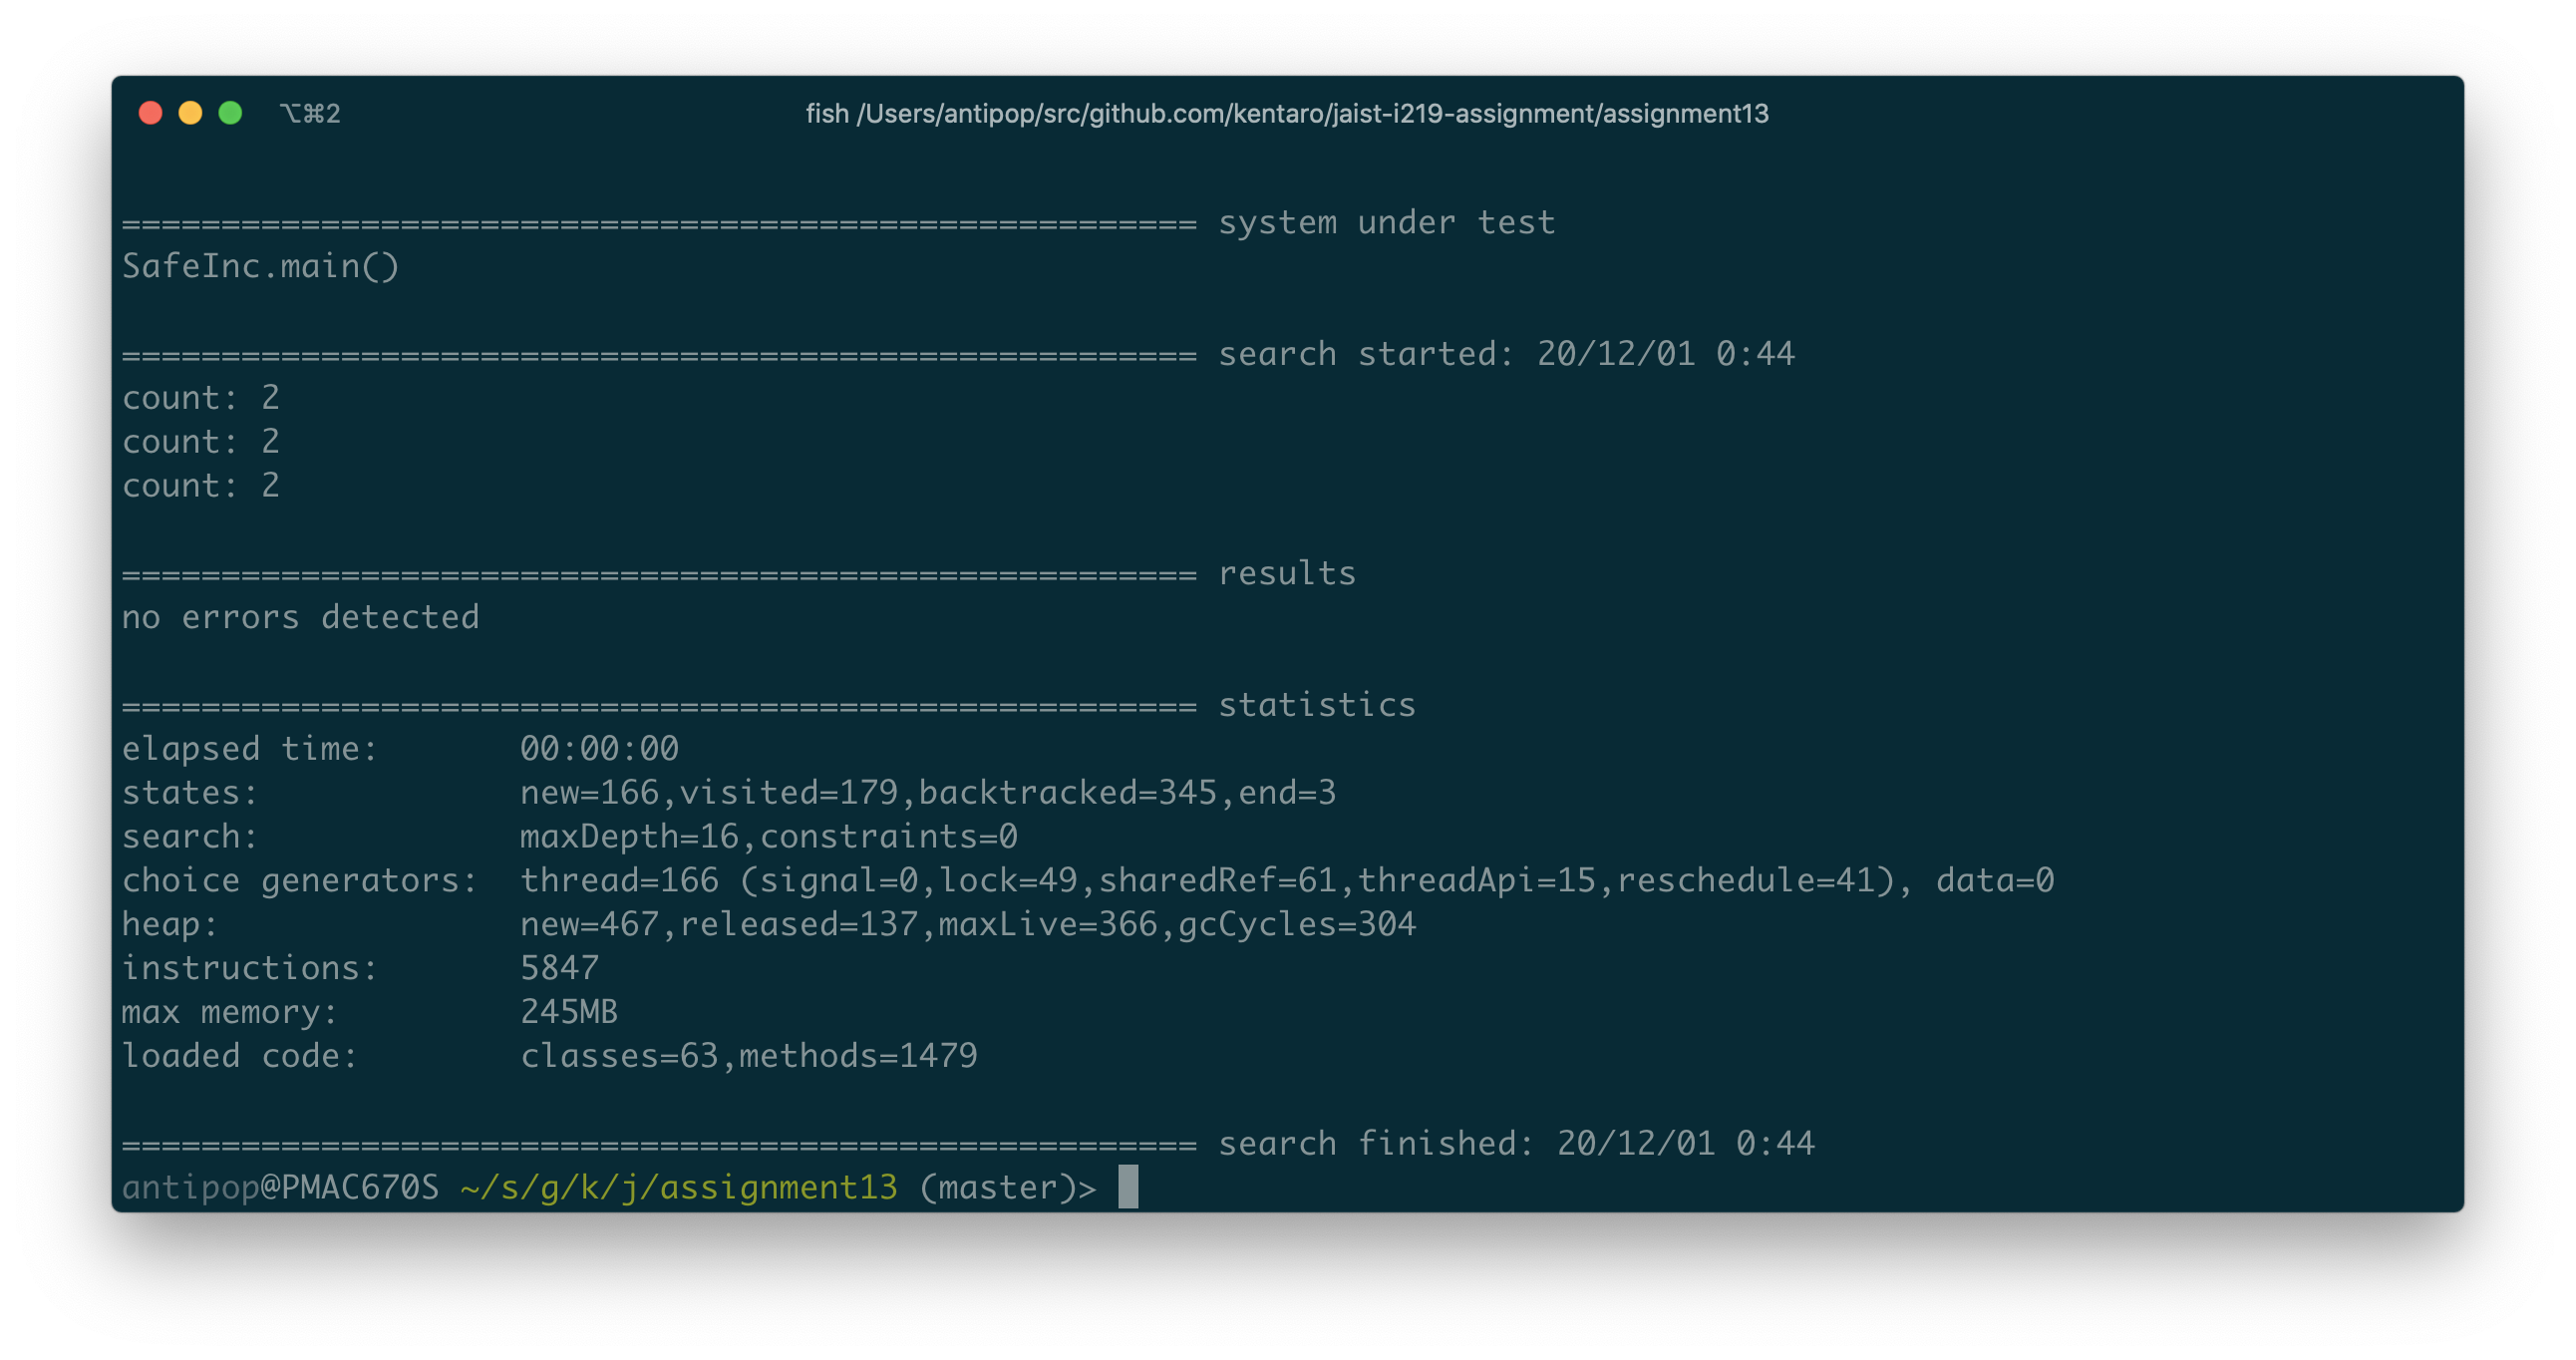 ⌥⌘2 fish /Users/antipop/src/github.com/kentaro/jaist-i219-assignment/assignment13
====================================================== system under test
SafeInc.main()
====================================================== search started: 20/12/01 0:44
count: 2
count: 2
count: 2
====================================================== results
no errors detected
====================================================== statistics
elapsed time:       00:00:00
states:             new=166,visited=179,backtracked=345,end=3
search:             maxDepth=16,constraints=0
choice generators:  thread=166 (signal=0,lock=49,sharedRef=61,threadApi=15,reschedule=41), data=0
heap:               new=467,released=137,maxLive=366,gcCycles=304
instructions:       5847
max memory:         245MB
loaded code:        classes=63,methods=1479
====================================================== search finished: 20/12/01 0:44
antipop@PMAC670S ~/s/g/k/j/assignment13 (master)>